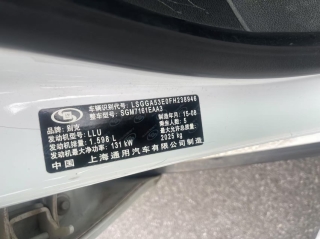 车辆识别代号: LSGGA53E0FH238946
整车型号: SGM7161EAA3
品牌: 别克 制造年月: 15-08
发动机型号: LLU 乘坐人数: 5
发动机排量: 1.598 L 最大允许总质量:
发动机额定功率: 131 kW 2025 kg
中国 上海通用汽车有限公司制造